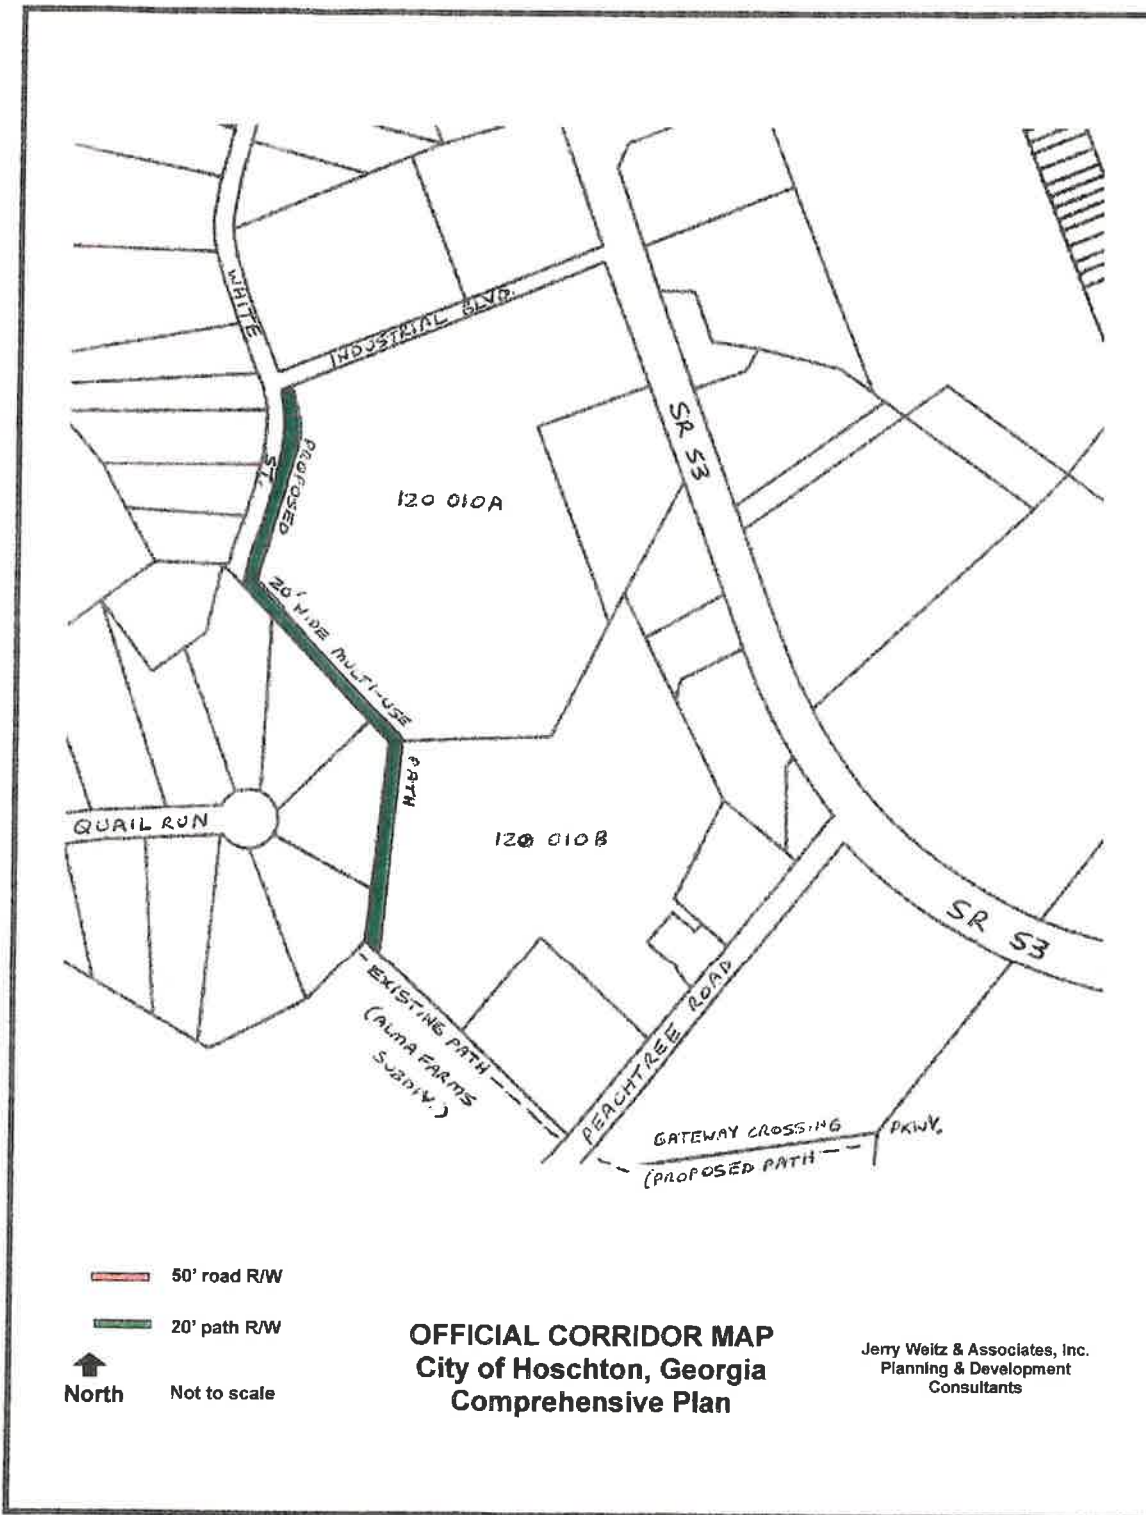 WHITE
ST.
INDUSTRIAL BLVD.
SR 53
PROPOSED
20' WIDE MULTI-USE
PATH
120 010A
QUAIL RUN
120 010B
SR 53
EXISTING PATH
(ALMA FARMS
SUBDIV.)
PEACHTREE ROAD
GATEWAY CROSSING PKWY.
(PROPOSED PATH
50' road R/W
20' path R/W
North
Not to scale
OFFICIAL CORRIDOR MAP
City of Hoschton, Georgia
Comprehensive Plan
Jerry Weitz & Associates, Inc.
Planning & Development
Consultants